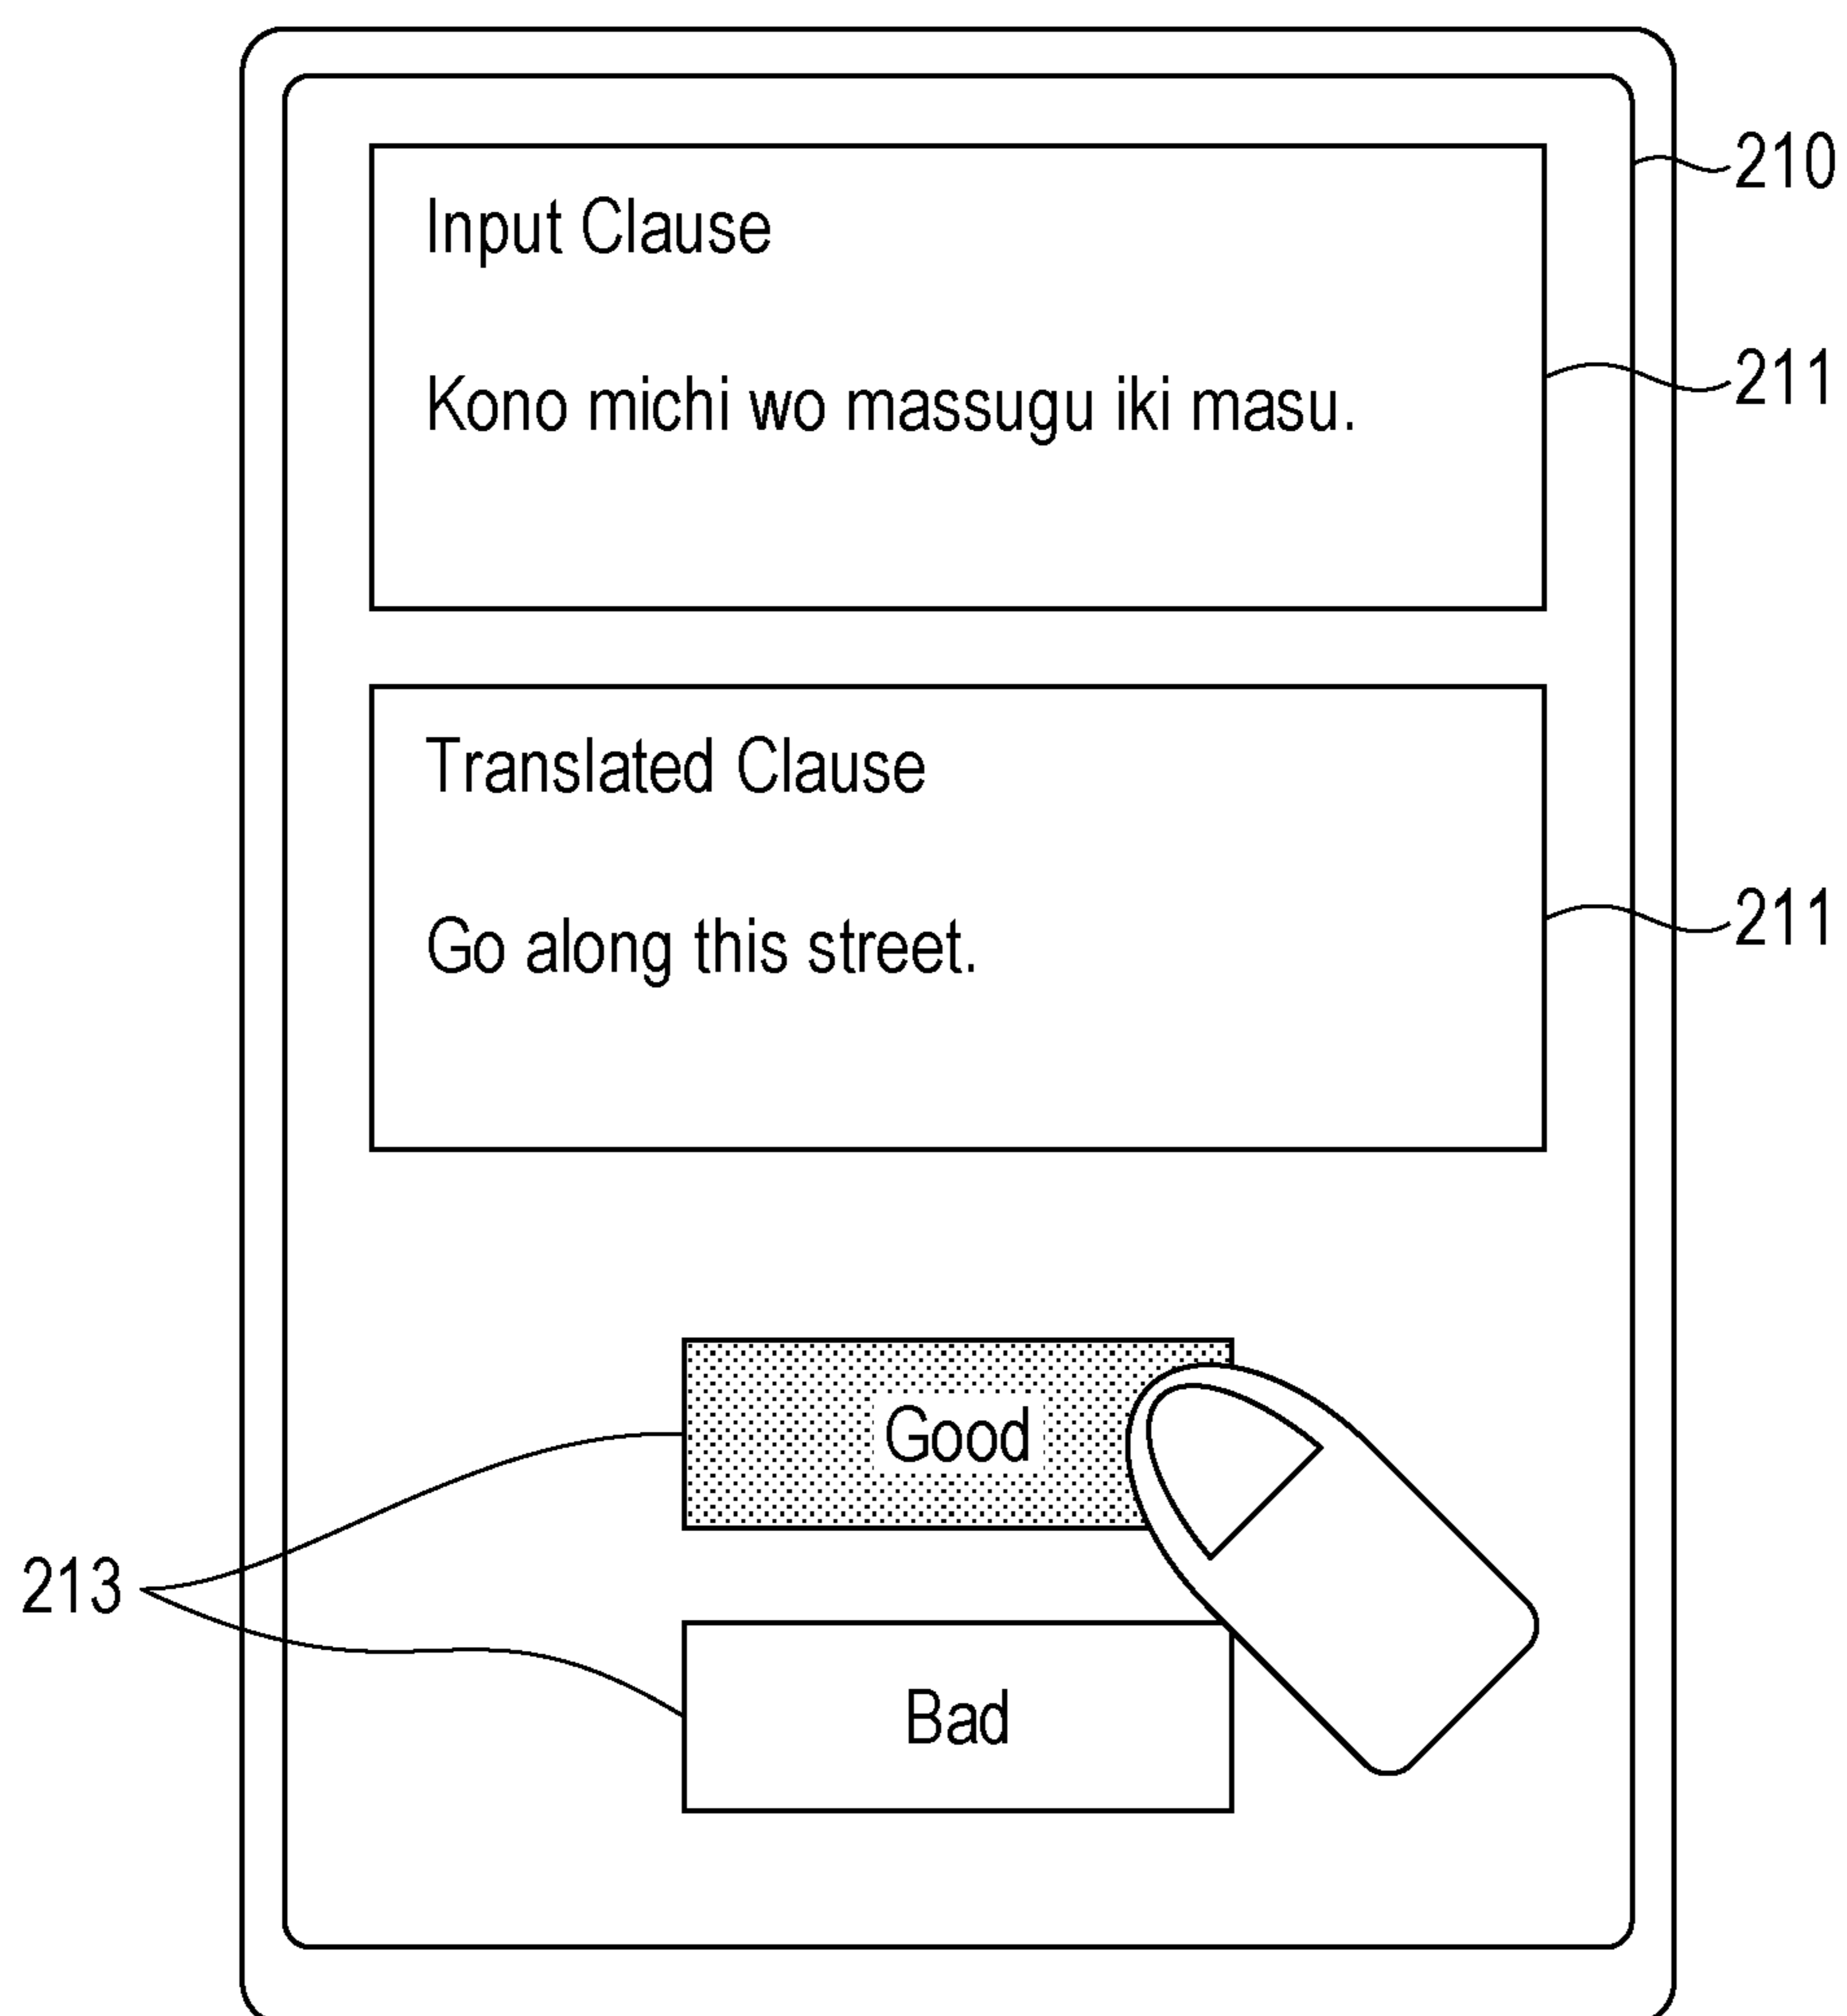 210
Input Clause
211
Kono michi wo massugu iki masu.
Translated Clause
211
Go along this street.
Good
213
Bad